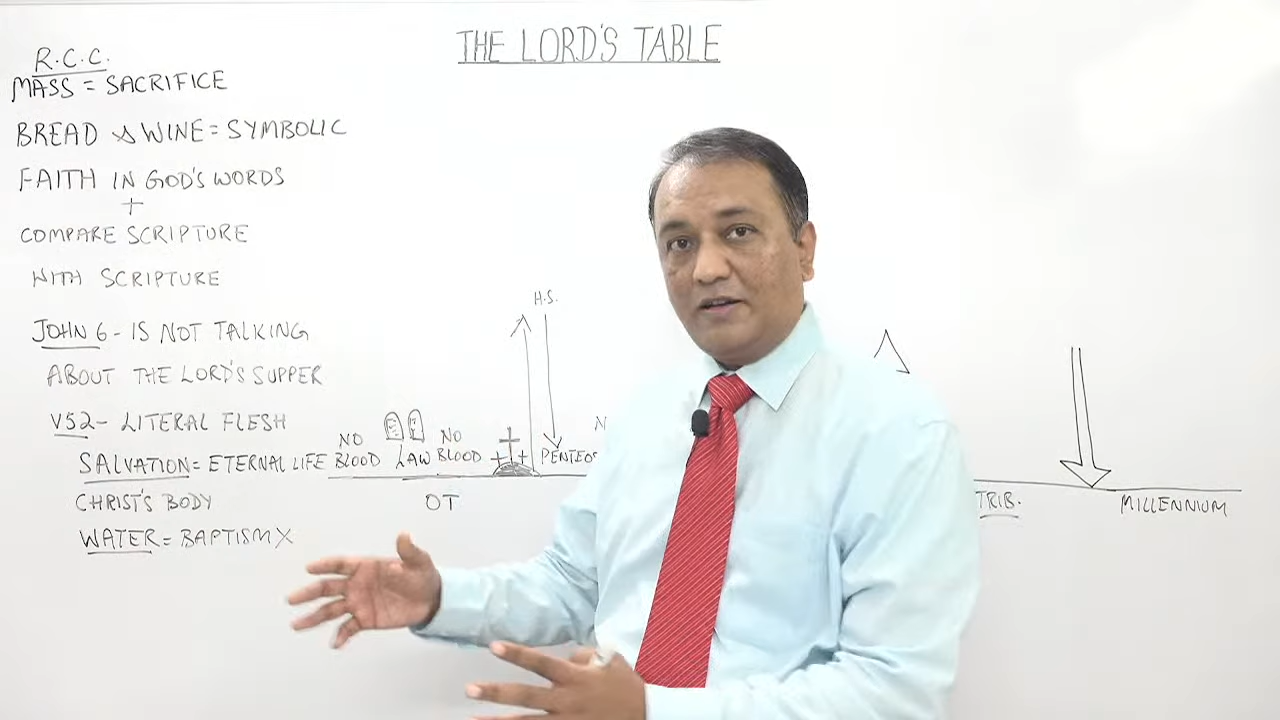 THE LORD'S TABLE
R.C.C.
MASS = SACRIFICE
BREAD & WINE = SYMBOLIC
FAITH IN GOD'S WORDS
+
COMPARE SCRIPTURE
WITH SCRIPTURE
JOHN 6 - IS NOT TALKING
ABOUT THE LORD'S SUPPER
V52 - LITERAL FLESH
SALVATION = ETERNAL LIFE
CHRIST'S BODY
WATER = BAPTISM X
H.S.
NO BLOOD
LAW
NO BLOOD
N
PENTEOS
OT
TRIB.
MILLENNIUM